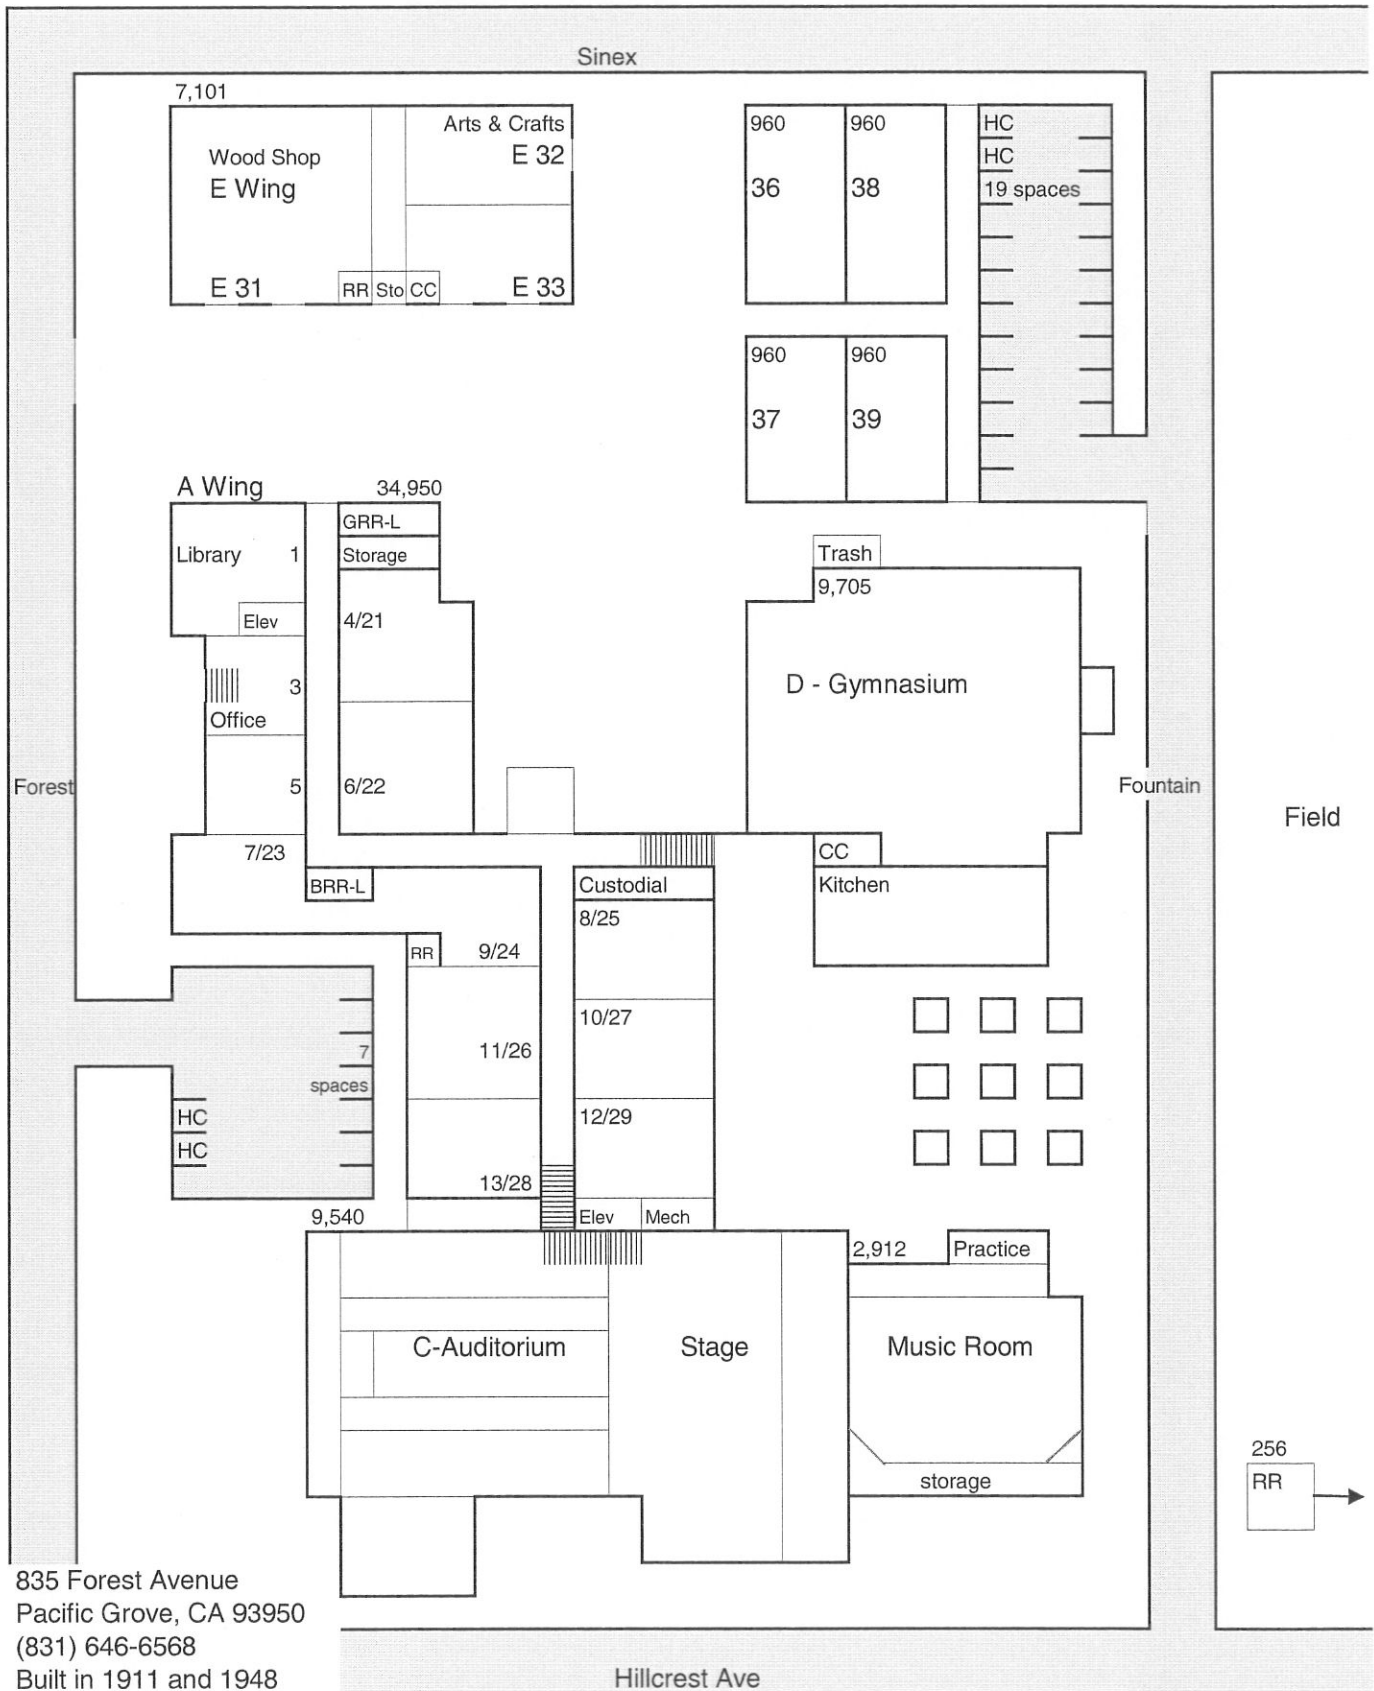 Sinex
7,101
Wood Shop
E Wing
E 31
RR
Sto
CC
Arts & Crafts
E 32
E 33
960
36
960
38
960
37
960
39
HC
HC
19 spaces
A Wing
34,950
Library
1
Elev
3
Office
5
7/23
GRR-L
Storage
4/21
6/22
BRR-L
RR
9/24
11/26
13/28
Custodial
8/25
10/27
12/29
Elev
Mech
Trash
9,705
D - Gymnasium
CC
Kitchen
Forest
Fountain
Field
7
spaces
HC
HC
9,540
C-Auditorium
Stage
2,912
Practice
Music Room
storage
256
RR
835 Forest Avenue
Pacific Grove, CA 93950
(831) 646-6568
Built in 1911 and 1948
Hillcrest Ave